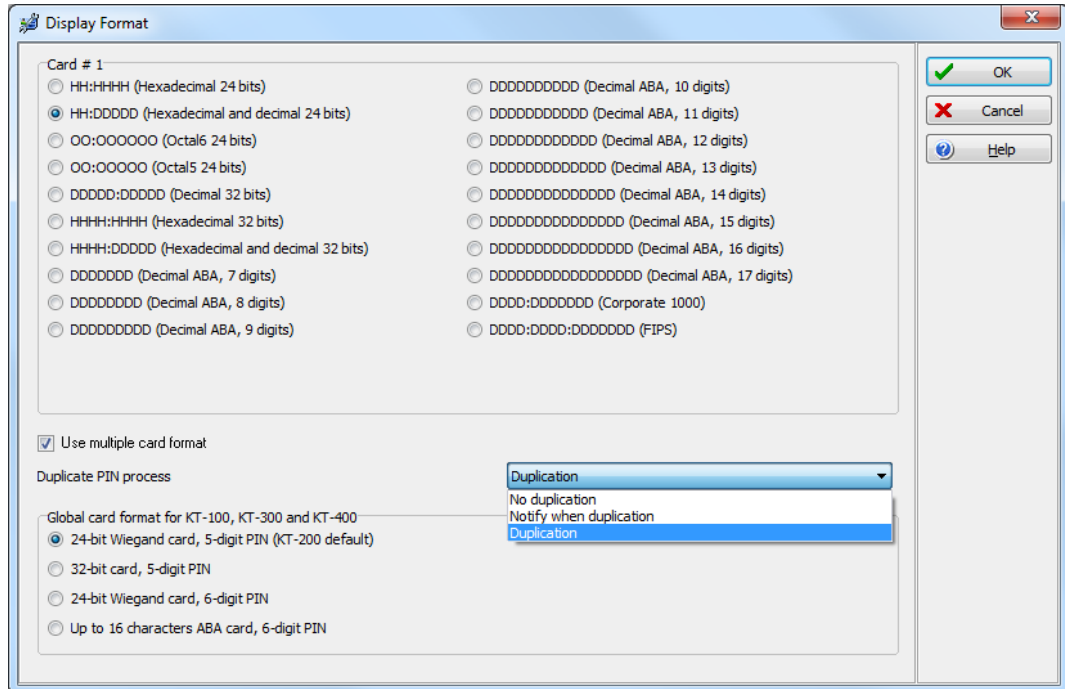 Display Format
Card # 1
HH:HHHH (Hexadecimal 24 bits)
HH:DDDDD (Hexadecimal and decimal 24 bits)
OO:OOOOOO (Octal6 24 bits)
OO:OOOOO (Octal5 24 bits)
DDDDD:DDDDD (Decimal 32 bits)
HHHH:HHHH (Hexadecimal 32 bits)
HHHH:DDDDD (Hexadecimal and decimal 32 bits)
DDDDDDD (Decimal ABA, 7 digits)
DDDDDDDD (Decimal ABA, 8 digits)
DDDDDDDDD (Decimal ABA, 9 digits)
DDDDDDDDDD (Decimal ABA, 10 digits)
DDDDDDDDDDD (Decimal ABA, 11 digits)
DDDDDDDDDDDD (Decimal ABA, 12 digits)
DDDDDDDDDDDDD (Decimal ABA, 13 digits)
DDDDDDDDDDDDDD (Decimal ABA, 14 digits)
DDDDDDDDDDDDDDD (Decimal ABA, 15 digits)
DDDDDDDDDDDDDDDD (Decimal ABA, 16 digits)
DDDDDDDDDDDDDDDDD (Decimal ABA, 17 digits)
DDDD:DDDDDDD (Corporate 1000)
DDDD:DDDD:DDDDDDD (FIPS)
OK
Cancel
Help
Use multiple card format
Duplicate PIN process
Duplication
No duplication
Notify when duplication
Duplication
Global card format for KT-100, KT-300 and KT-400
24-bit Wiegand card, 5-digit PIN (KT-200 default)
32-bit card, 5-digit PIN
24-bit Wiegand card, 6-digit PIN
Up to 16 characters ABA card, 6-digit PIN